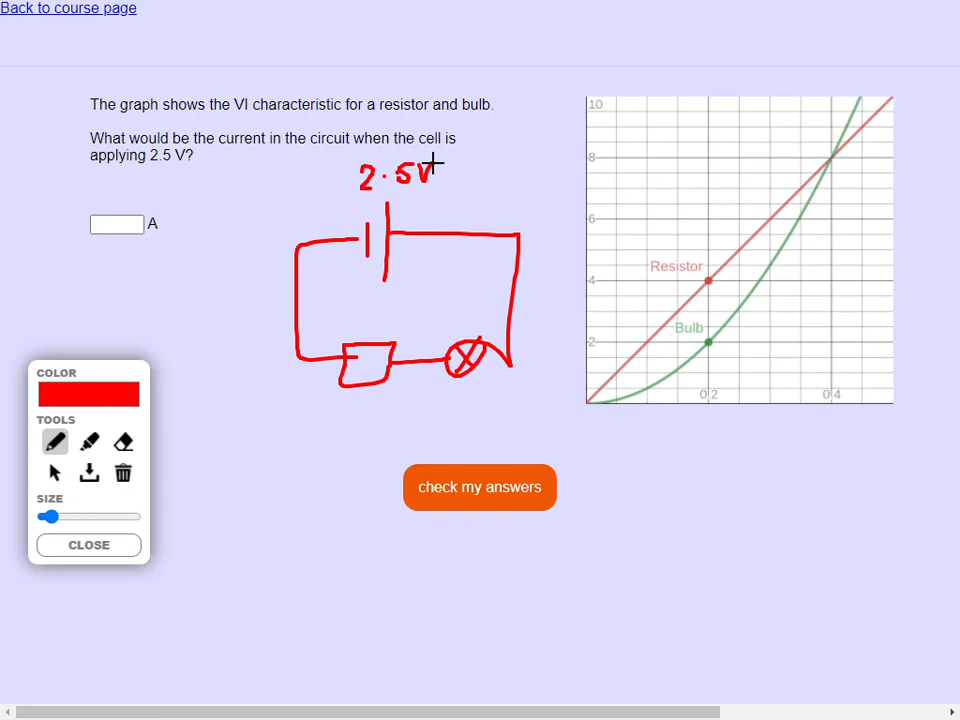 Back to course page
The graph shows the VI characteristic for a resistor and bulb.
What would be the current in the circuit when the cell is
applying 2.5 V?
A
2.5V
10
8
6
4
2
Resistor
Bulb
0.2
0.4
COLOR
TOOLS
SIZE
CLOSE
check my answers